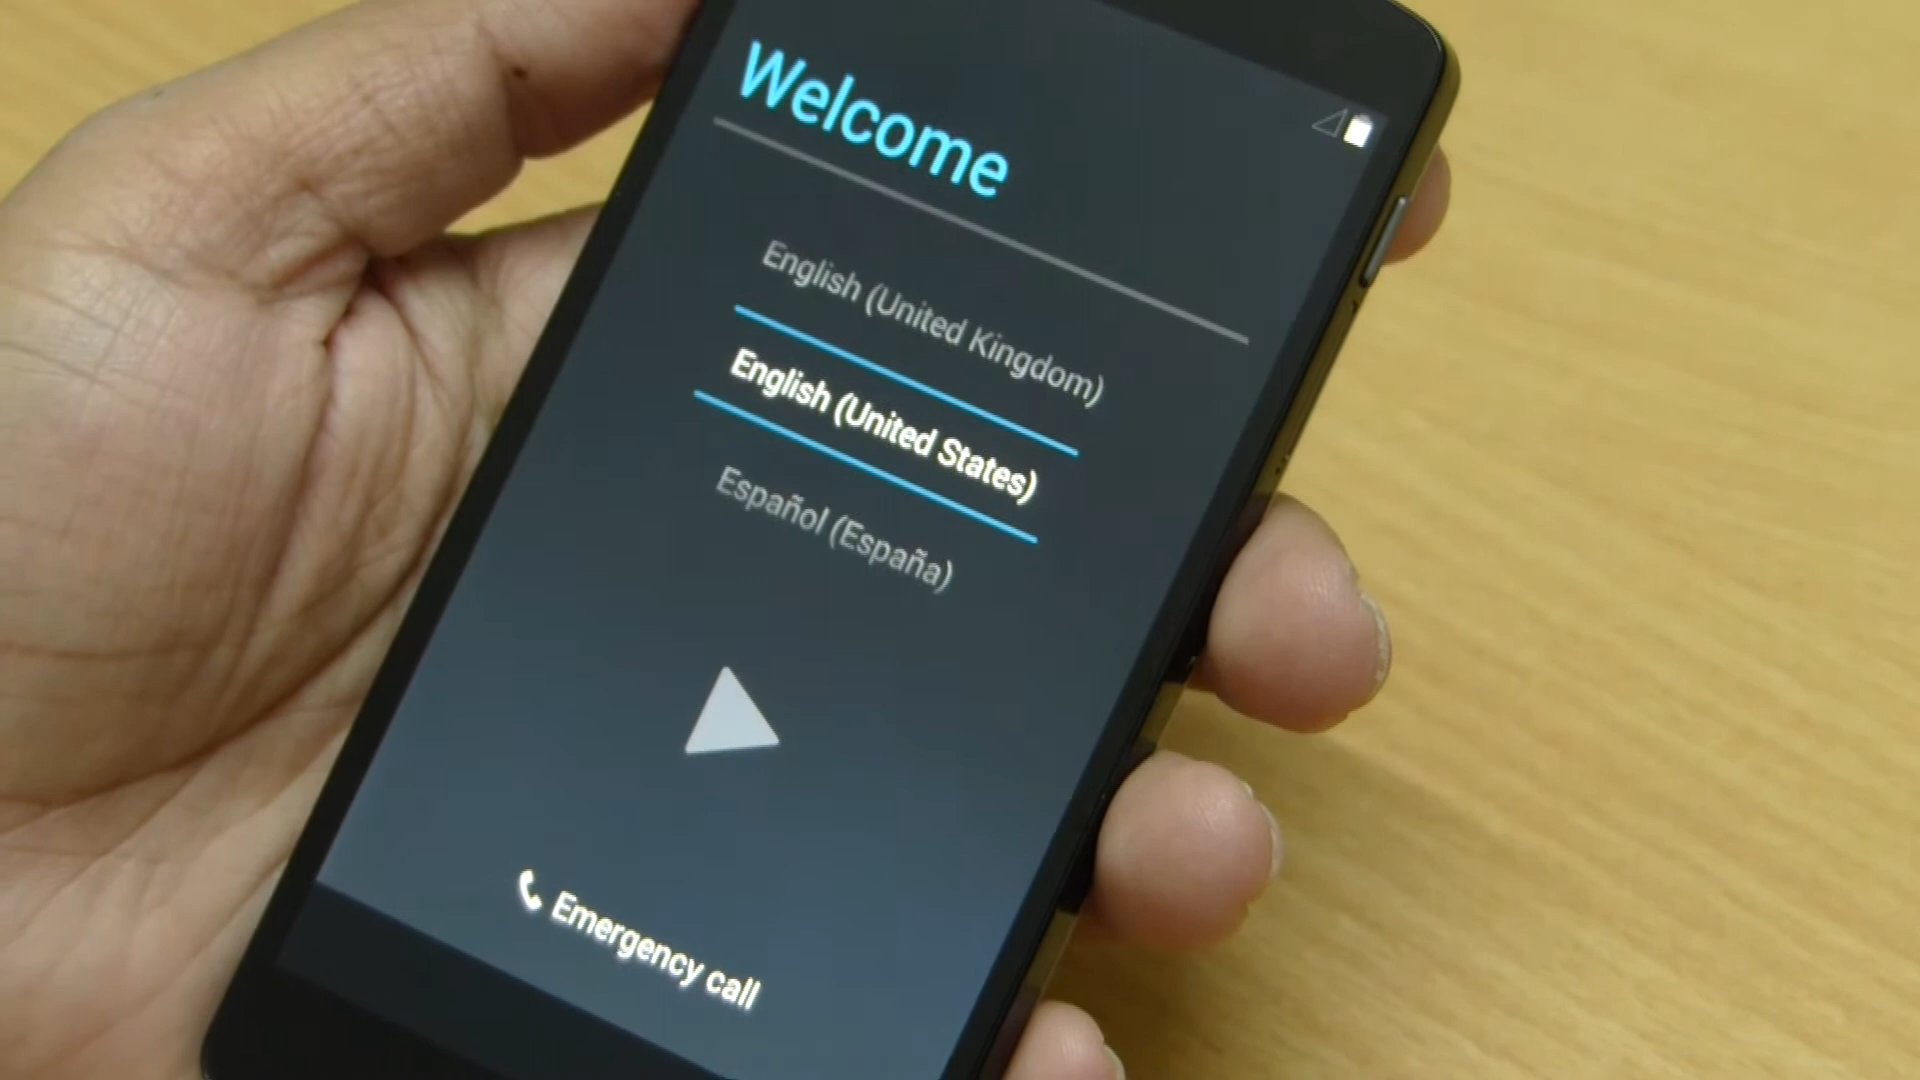 Welcome
English (United Kingdom)
English (United States)
Español (España)
Emergency call